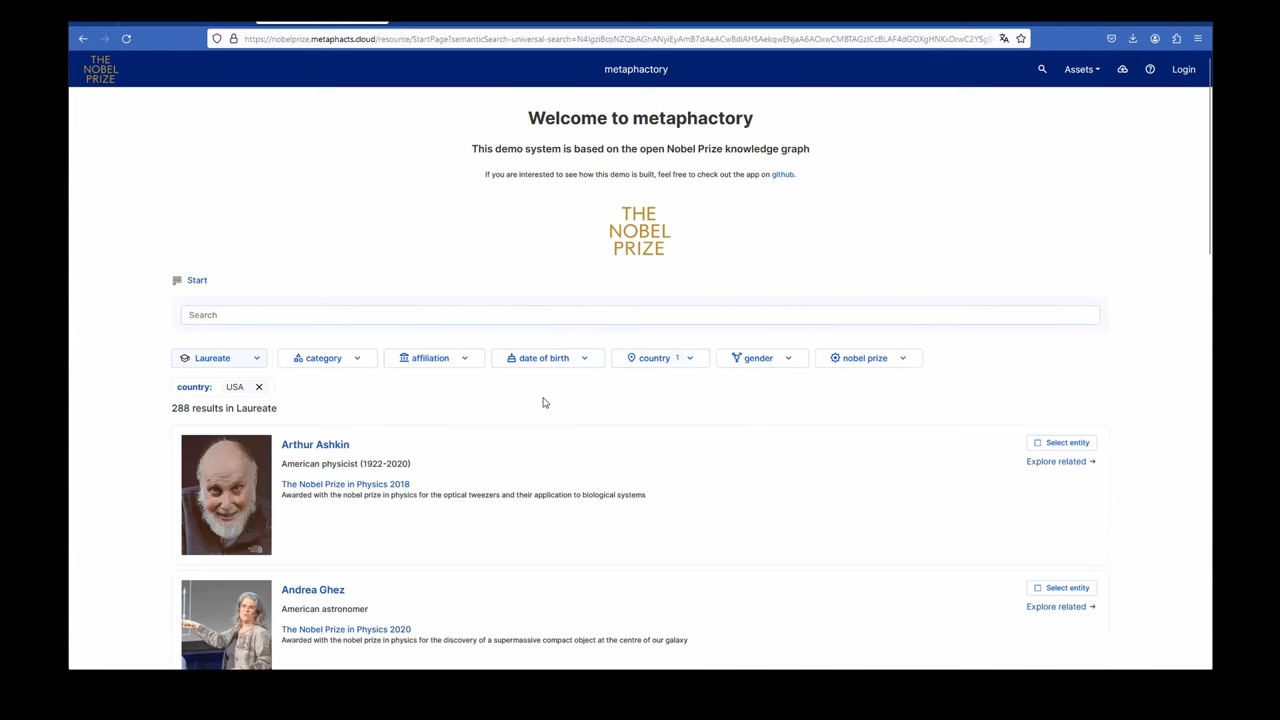 https://nobelprize.metaphacts.cloud/resource/StartPage?semanticSearch-universal-search=
THE
NOBEL
PRIZE
metaphactory
Assets
Login
Welcome to metaphactory
This demo system is based on the open Nobel Prize knowledge graph
If you are interested to see how this demo is built, feel free to check out the app on github.
THE
NOBEL
PRIZE
Start
Search
Laureate category affiliation date of birth country 1 gender nobel prize
country: USA
288 results in Laureate
Arthur Ashkin
Select entity
American physicist (1922-2020)
Explore related →
The Nobel Prize in Physics 2018
Awarded with the nobel prize in physics for the optical tweezers and their application to biological systems
Andrea Ghez
Select entity
American astronomer
Explore related →
The Nobel Prize in Physics 2020
Awarded with the nobel prize in physics for the discovery of a supermassive compact object at the centre of our galaxy